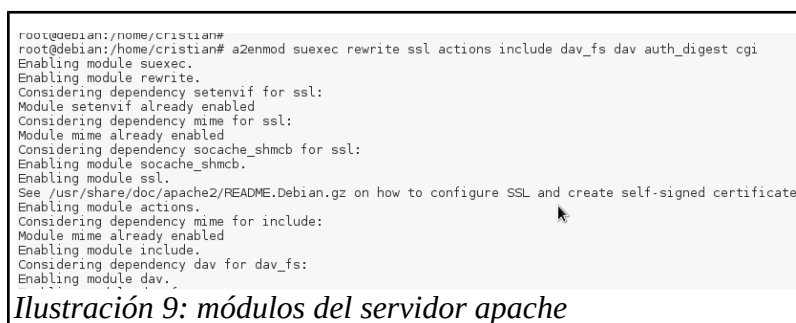 root@debian:/home/cristian#
root@debian:/home/cristian# a2enmod suexec rewrite ssl actions include dav_fs dav auth_digest cgi
Enabling module suexec.
Enabling module rewrite.
Considering dependency setenvif for ssl:
Module setenvif already enabled
Considering dependency mime for ssl:
Module mime already enabled
Considering dependency socache_shmcb for ssl:
Enabling module socache_shmcb.
Enabling module ssl.
See /usr/share/doc/apache2/README.Debian.gz on how to configure SSL and create self-signed certificate
Enabling module actions.
Considering dependency mime for include:
Module mime already enabled
Enabling module include.
Considering dependency dav for dav_fs:
Enabling module dav.
Ilustración 9: módulos del servidor apache